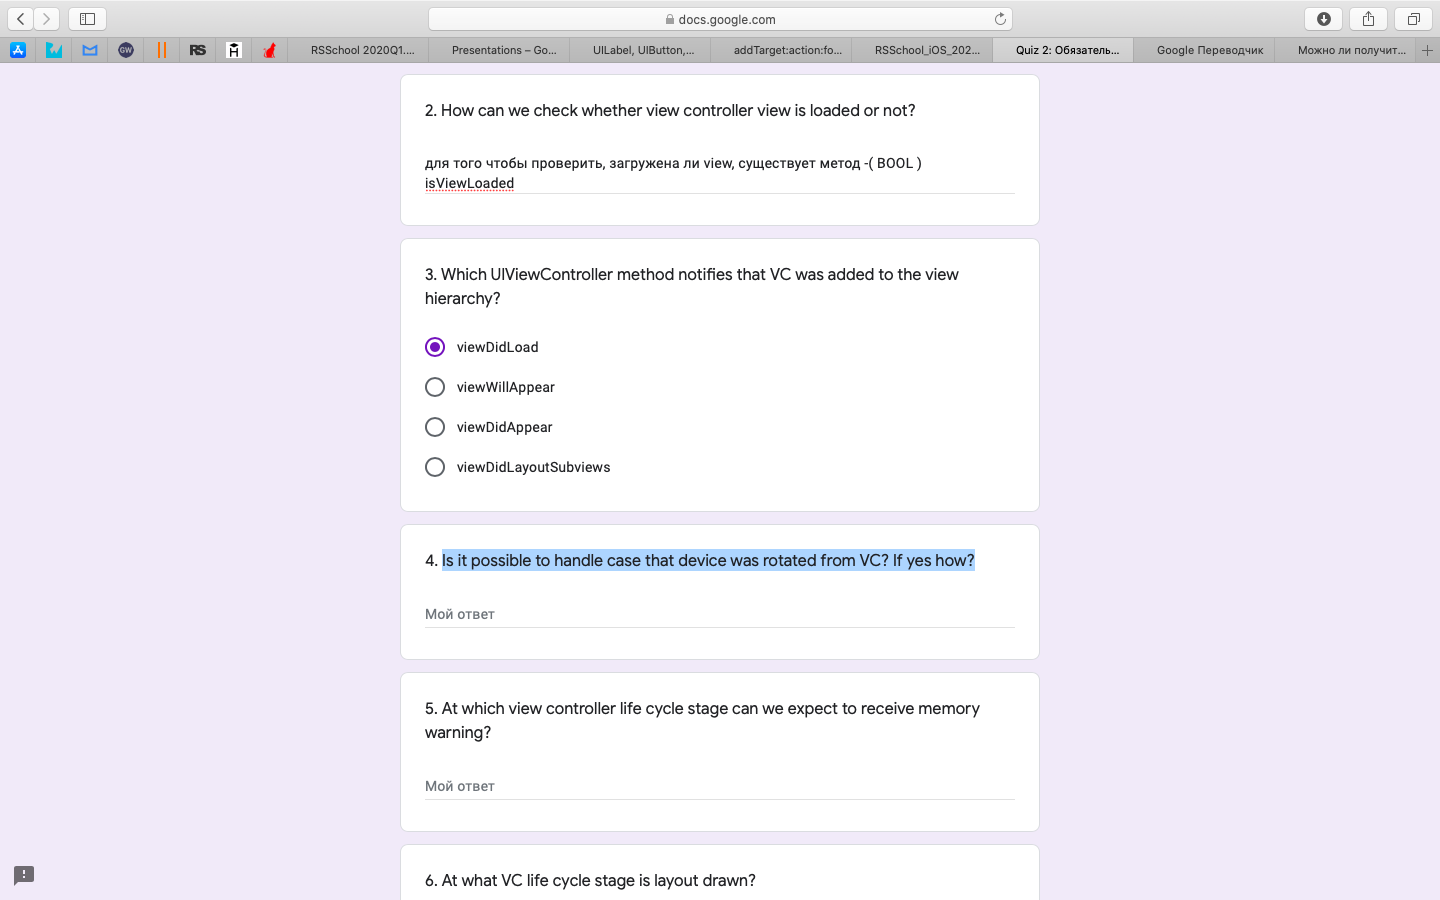 docs.google.com
GW
RS
RSSchool 2020Q1....
Presentations – Go...
UILabel, UIButton,...
addTarget:action:fo...
RSSchool_iOS_202...
Quiz 2: Обязатель...
Google Переводчик
Можно ли получит...
2. How can we check whether view controller view is loaded or not?
для того чтобы проверить, загружена ли view, существует метод -( BOOL )
isViewLoaded
3. Which UIViewController method notifies that VC was added to the view
hierarchy?
viewDidLoad
viewWillAppear
viewDidAppear
viewDidLayoutSubviews
4. Is it possible to handle case that device was rotated from VC? If yes how?
Мой ответ
5. At which view controller life cycle stage can we expect to receive memory
warning?
Мой ответ
6. At what VC life cycle stage is layout drawn?